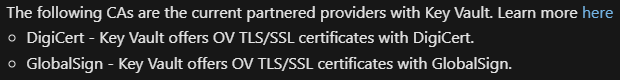 The following CAs are the current partnered providers with Key Vault. Learn more here
○ DigiCert - Key Vault offers OV TLS/SSL certificates with DigiCert.
○ GlobalSign - Key Vault offers OV TLS/SSL certificates with GlobalSign.